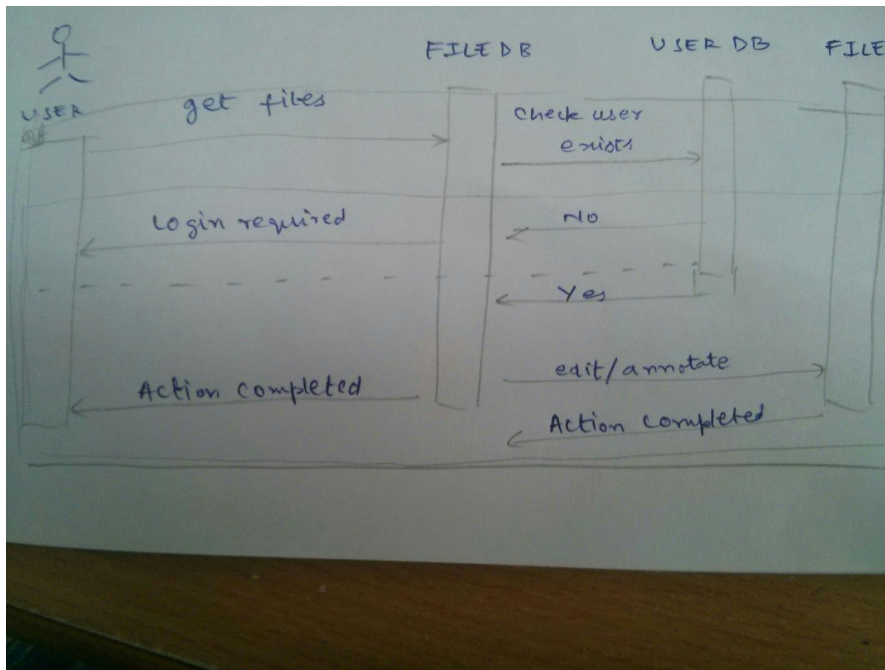 FILE DB
USER DB
FILE
USER
get files
Check user
exists
Login required
No
Yes
edit/annotate
Action completed
Action completed